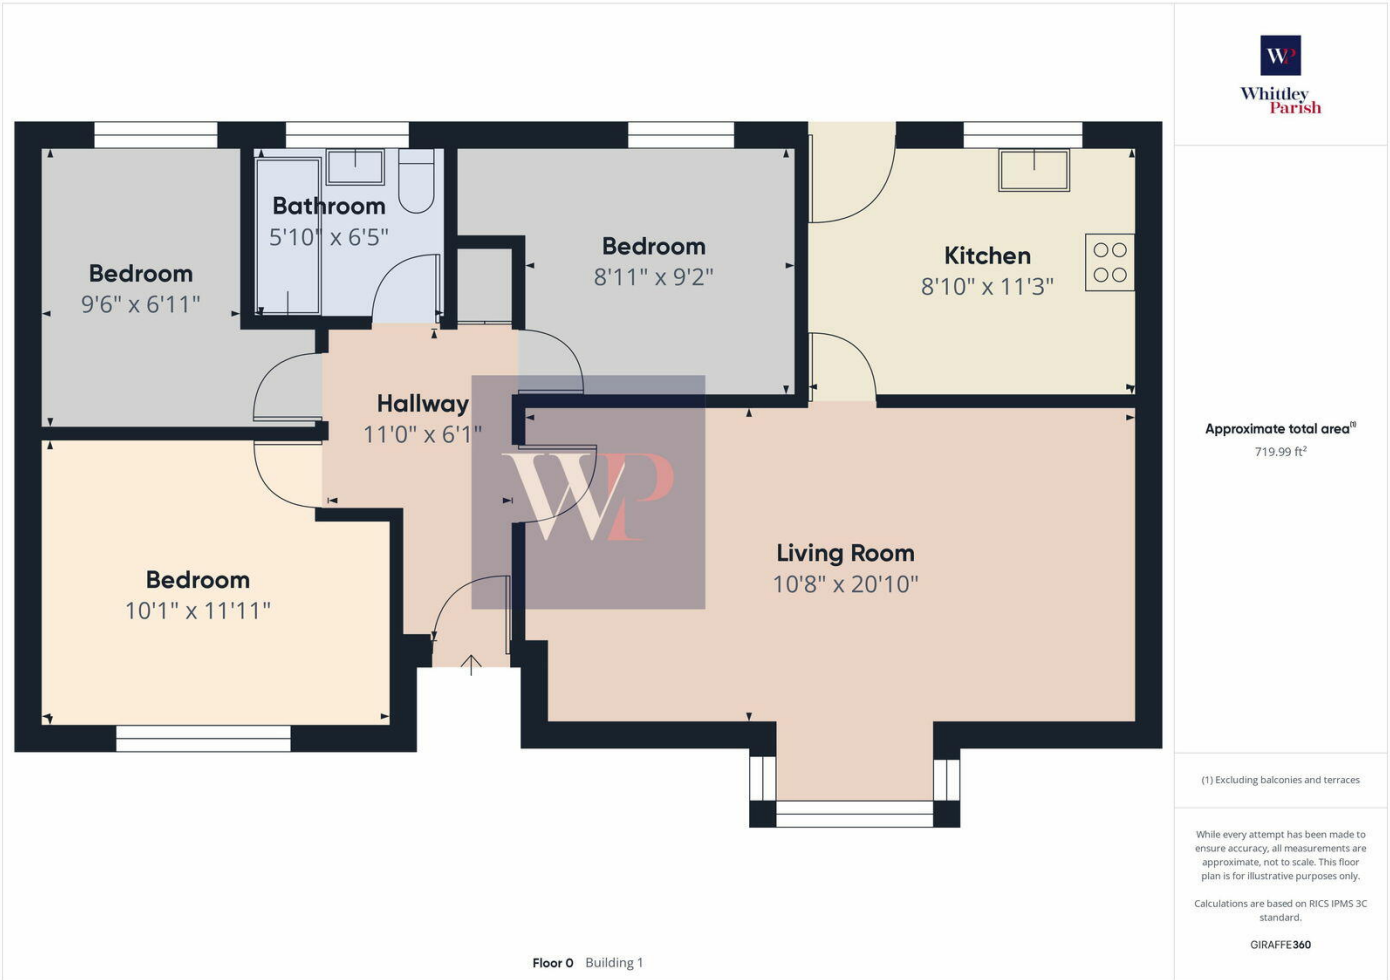 WP
Whittley
Parish
Bathroom
5'10" x 6'5"
Bedroom
9'6" x 6'11"
Bedroom
8'11" x 9'2"
Kitchen
8'10" x 11'3"
Hallway
11'0" x 6'1"
WP
Living Room
10'8" x 20'10"
Bedroom
10'1" x 11'11"
Approximate total area(1)
719.99 ft²
(1) Excluding balconies and terraces
While every attempt has been made to
ensure accuracy, all measurements are
approximate, not to scale. This floor
plan is for illustrative purposes only.
Calculations are based on RICS IPMS 3C
standard.
GIRAFFE360
Floor 0 Building 1